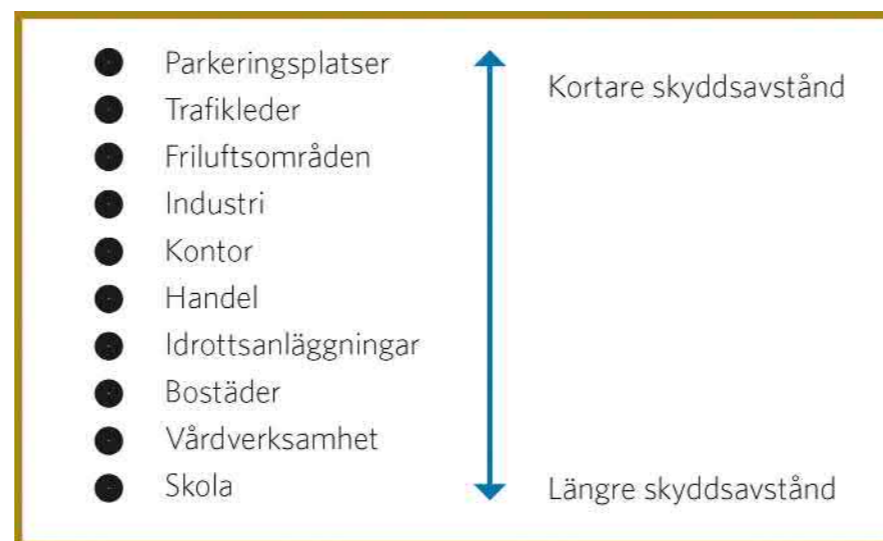 Parkeringsplatser
Kortare skyddsavstånd
Trafikleder
Friluftsområden
Industri
Kontor
Handel
Idrottsanläggningar
Bostäder
Vårdverksamhet
Skola
Längre skyddsavstånd